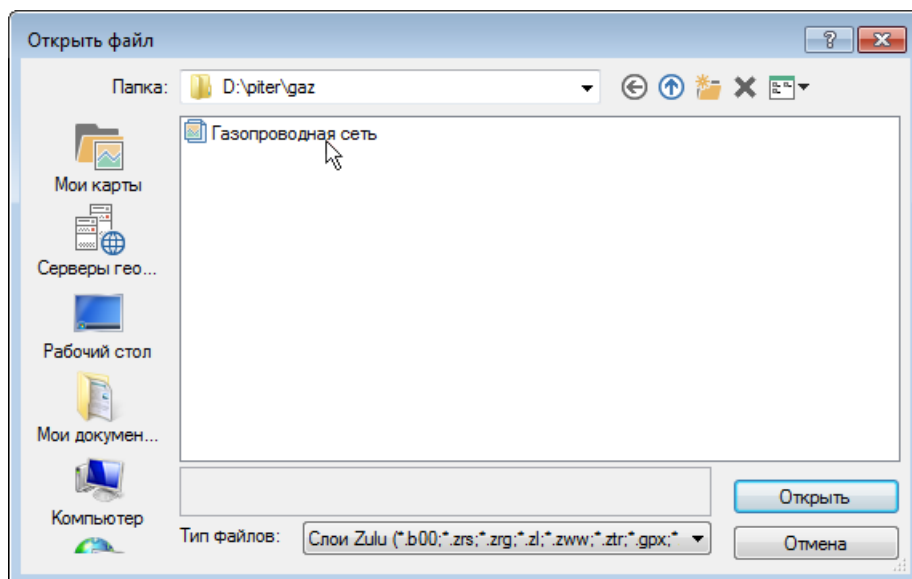 Открыть файл
Папка: D:\piter\gaz
Газопроводная сеть
Мои карты
Серверы гео...
Рабочий стол
Мои докумен...
Компьютер
Открыть
Тип файлов: Слои Zulu (*.b00;*.zrs;*.zrg;*.zl;*.zww;*.ztr;*.gpx;*
Отмена